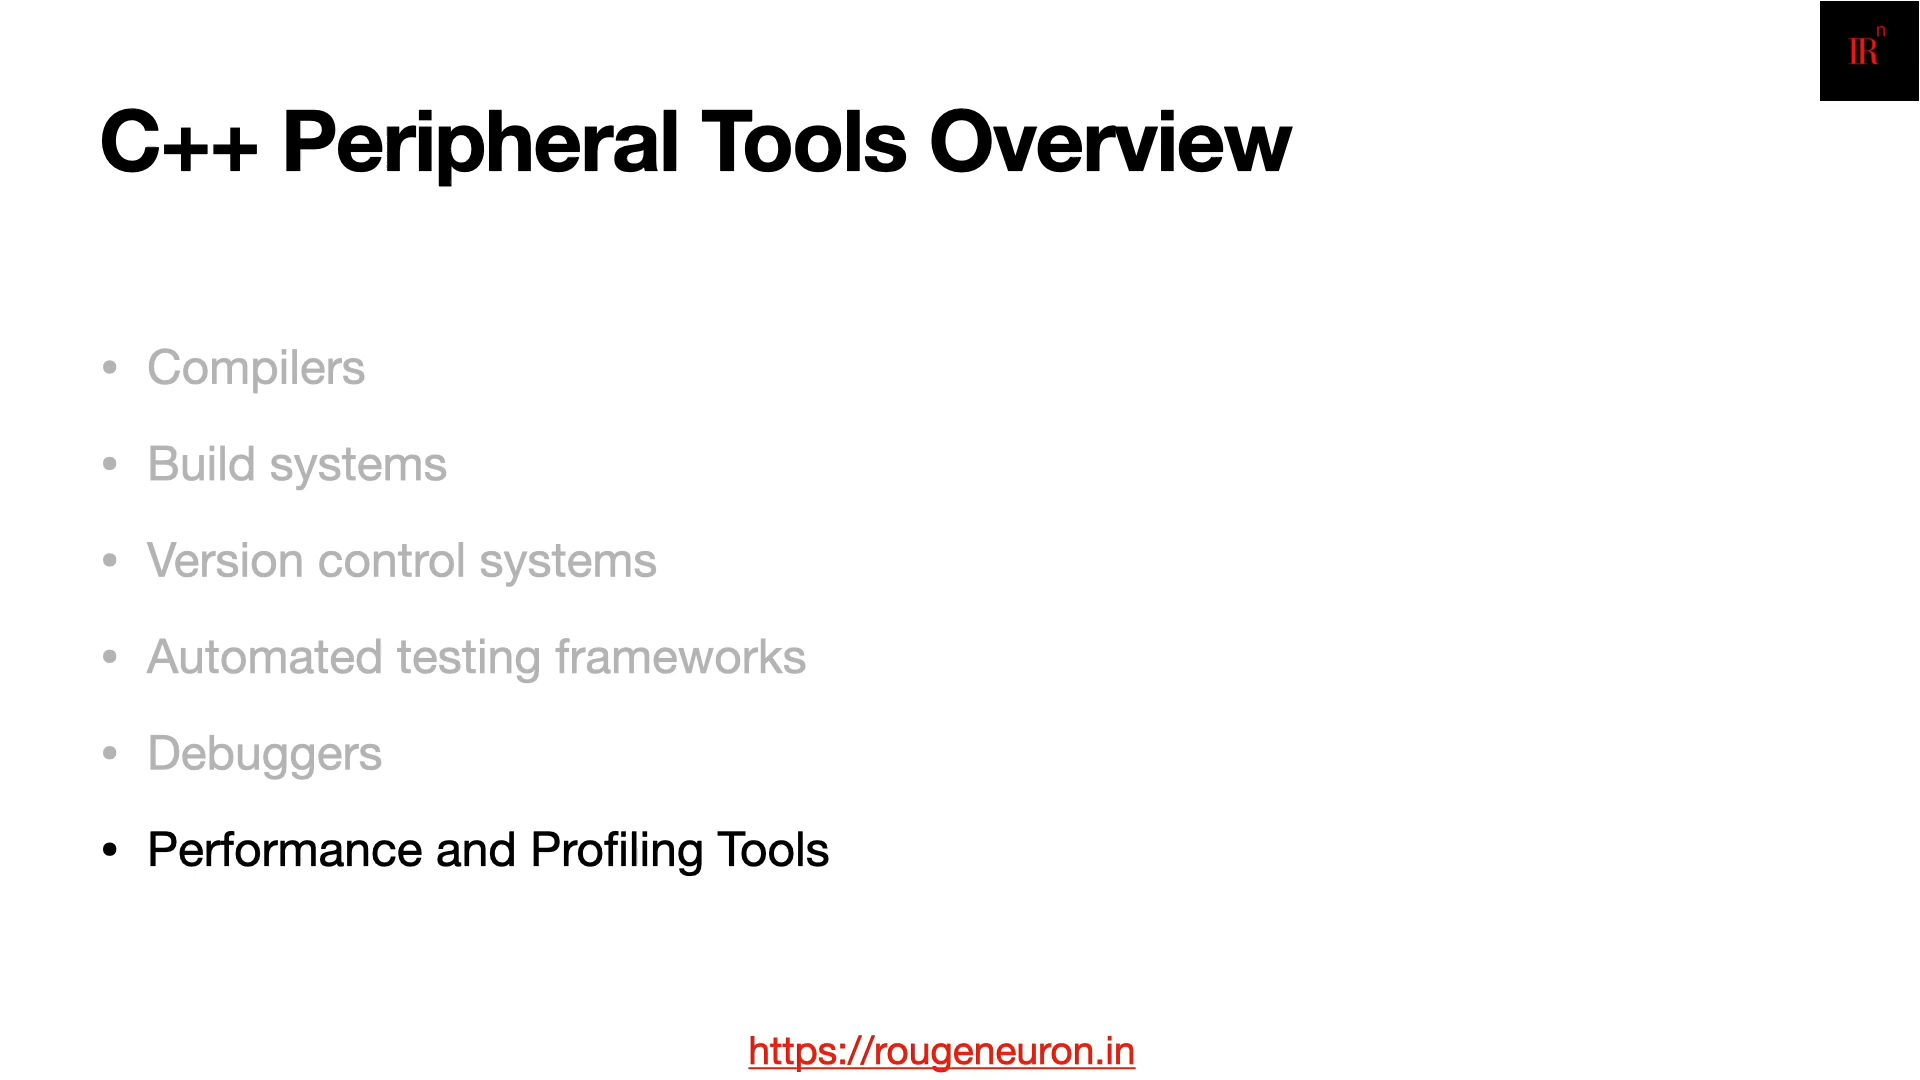 IRn
C++ Peripheral Tools Overview
• Compilers
• Build systems
• Version control systems
• Automated testing frameworks
• Debuggers
• Performance and Profiling Tools
https://rougeneuron.in